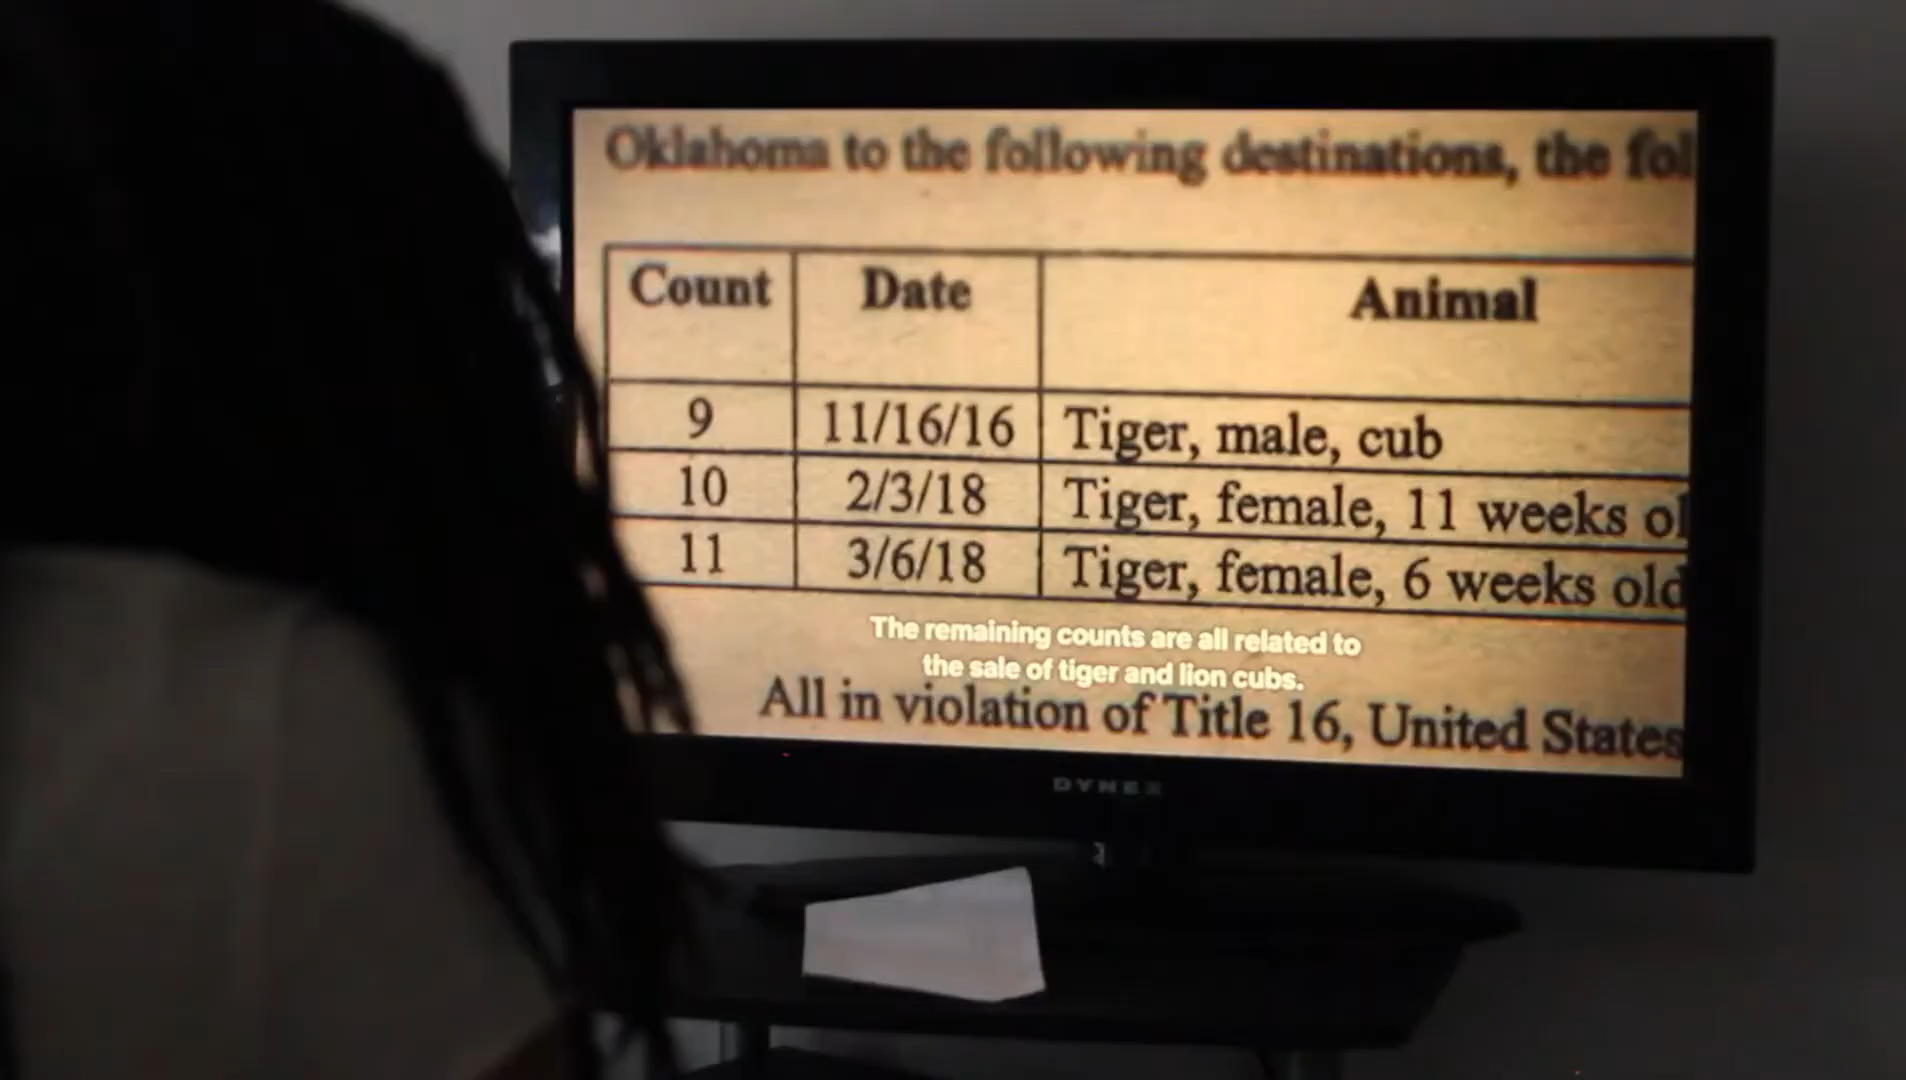 Oklahoma to the following destinations, the fol
Count Date Animal
9 11/16/16 Tiger, male, cub
10 2/3/18 Tiger, female, 11 weeks ol
11 3/6/18 Tiger, female, 6 weeks old
The remaining counts are all related to
the sale of tiger and lion cubs.
All in violation of Title 16, United States
DYNEX